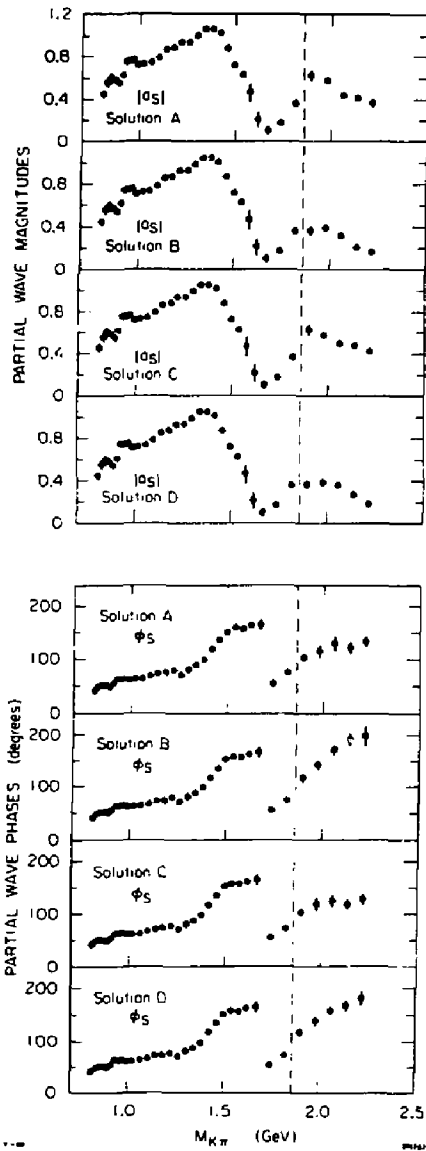 PARTIAL WAVE MAGNITUDES
1.2
0.8
0.4
0
|aS|
Solution A
0.8
0.4
0
|aS|
Solution B
0.8
0.4
0
|aS|
Solution C
0.8
0.4
0
|aS|
Solution D
PARTIAL WAVE PHASES (degrees)
200
100
0
Solution A
ϕS
200
100
0
Solution B
ϕS
200
100
0
Solution C
ϕS
200
100
0
Solution D
ϕS
1.0 1.5 2.0 2.5
MKπ (GeV)